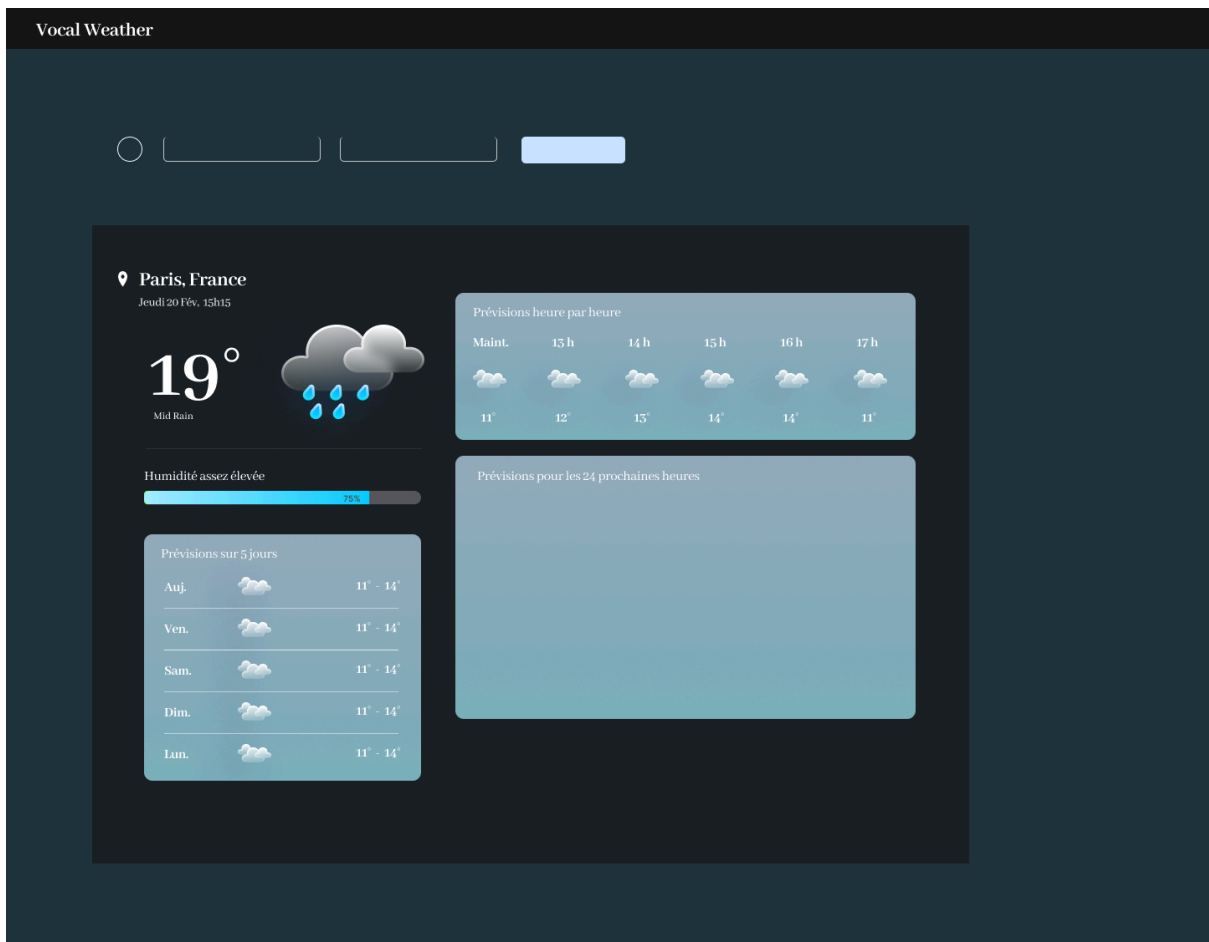 Vocal Weather
Paris, France
Jeudi 20 Fév, 15h15
19°
Mid Rain
Humidité assez élevée
75%
Prévisions sur 5 jours
Auj. 11° - 14°
Ven. 11° - 14°
Sam. 11° - 14°
Dim. 11° - 14°
Lun. 11° - 14°
Prévisions heure par heure
Maint. 13 h 14 h 15 h 16 h 17 h
11° 12° 13° 14° 14° 11°
Prévisions pour les 24 prochaines heures